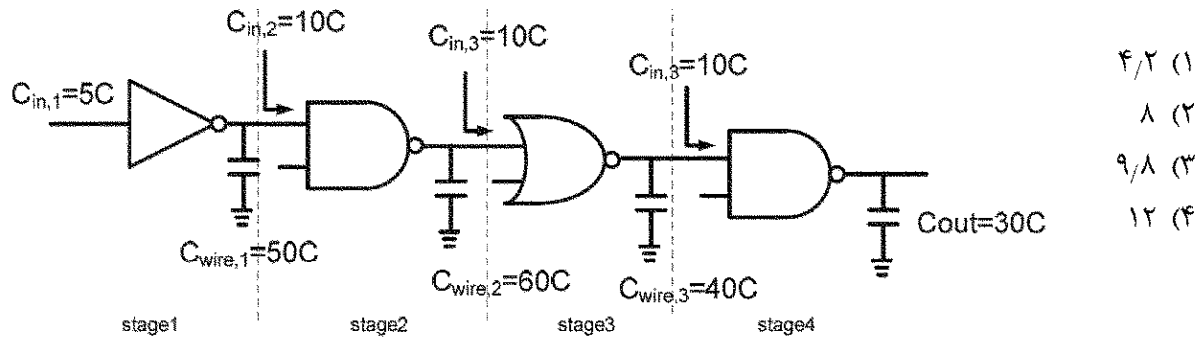 C_in,2=10C
C_in,3=10C
C_in,3=10C
C_in,1=5C
C_wire,1=50C
C_wire,2=60C
C_wire,3=40C
Cout=30C
stage1
stage2
stage3
stage4
۱) ۴٫۲
۲) ۸
۳) ۹٫۸
۴) ۱۲